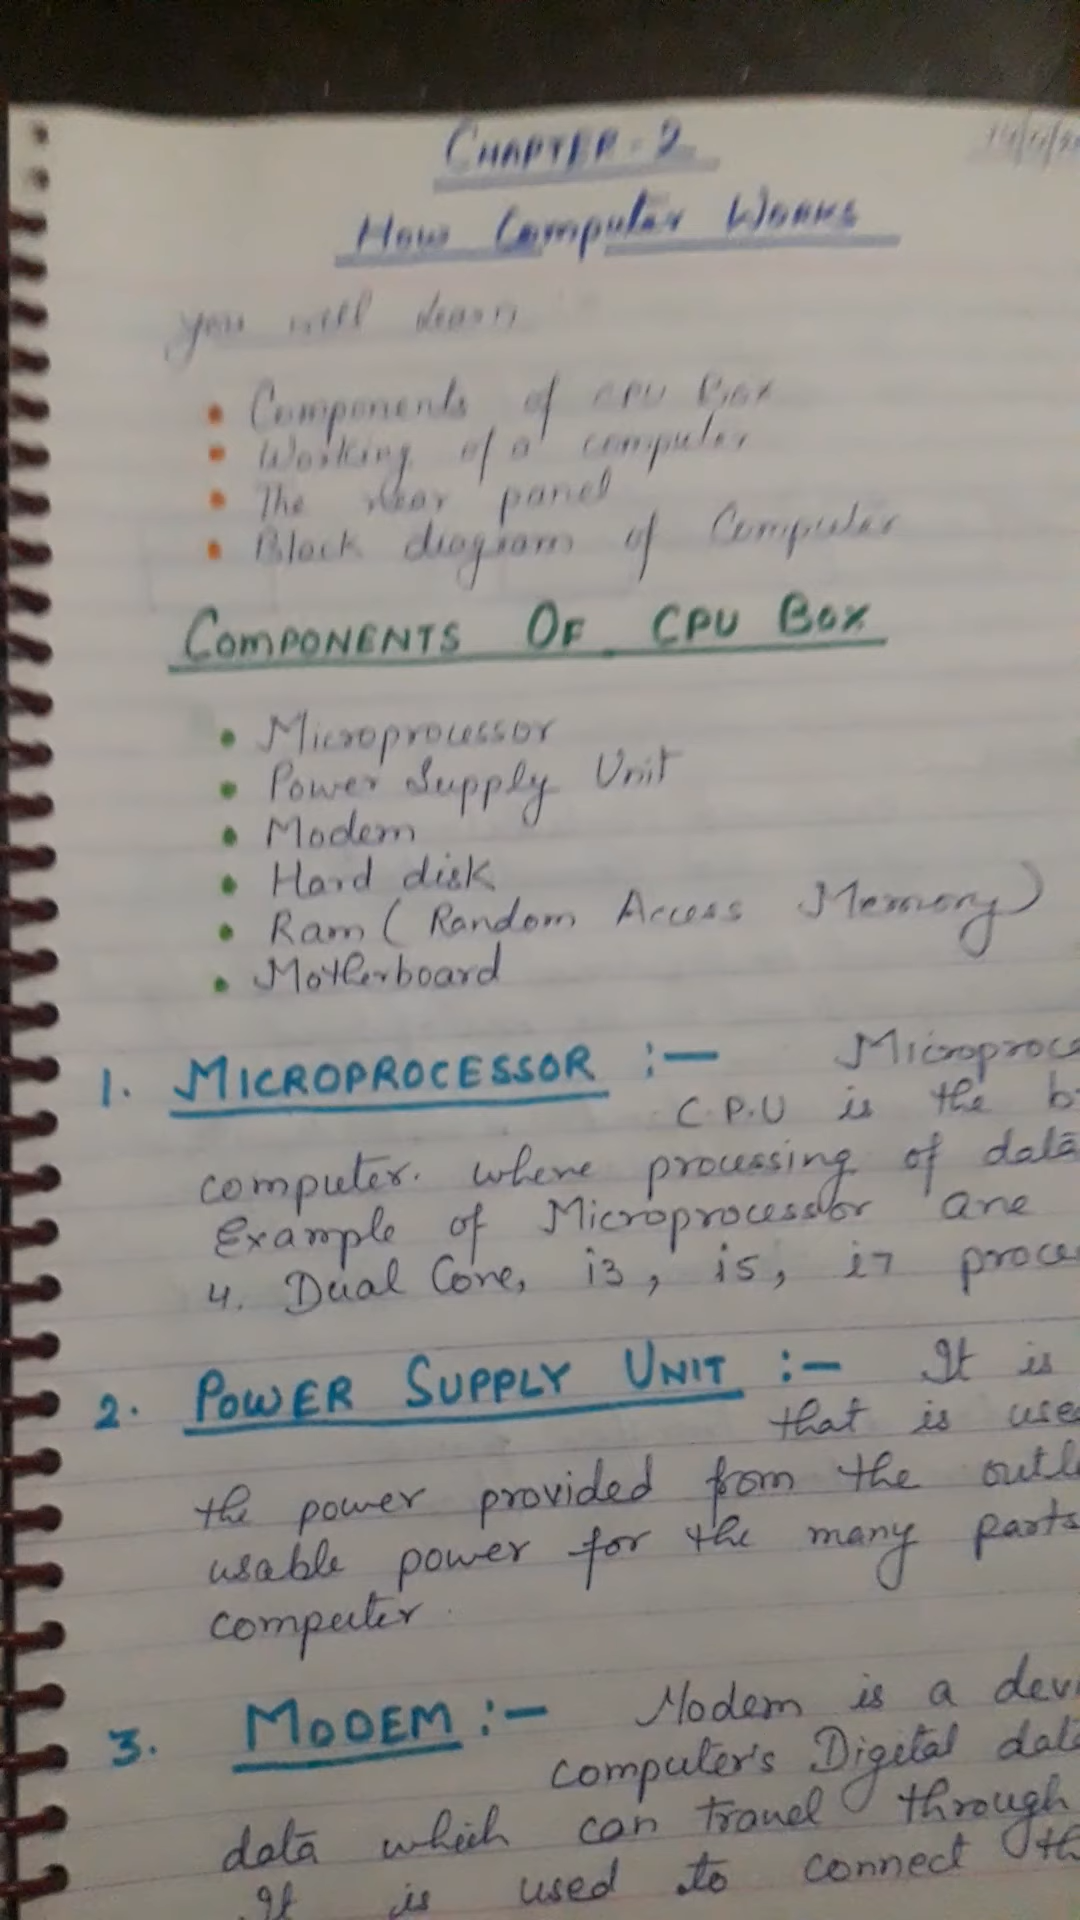 CHAPTER - 2
How Computer Works
you will learn
• Components of CPU Box
• Working of a computer
• The rear panel
• Block diagram of Computer
COMPONENTS OF CPU BOX
• Microprocessor
• Power Supply Unit
• Modem
• Hard disk
• Ram ( Random Access Memory)
• Motherboard
1. MICROPROCESSOR :- Microproce
C.P.U is the b
computer. where processing of data
Example of Microprocessor are
4. Dual Core, i3, i5, i7 proce
2. POWER SUPPLY UNIT :- It is
that is use
the power provided from the outl
usable power for the many parts
computer.
3. MODEM :- Modem is a devi
computer's Digital data
data which can travel through
It is used to connect th